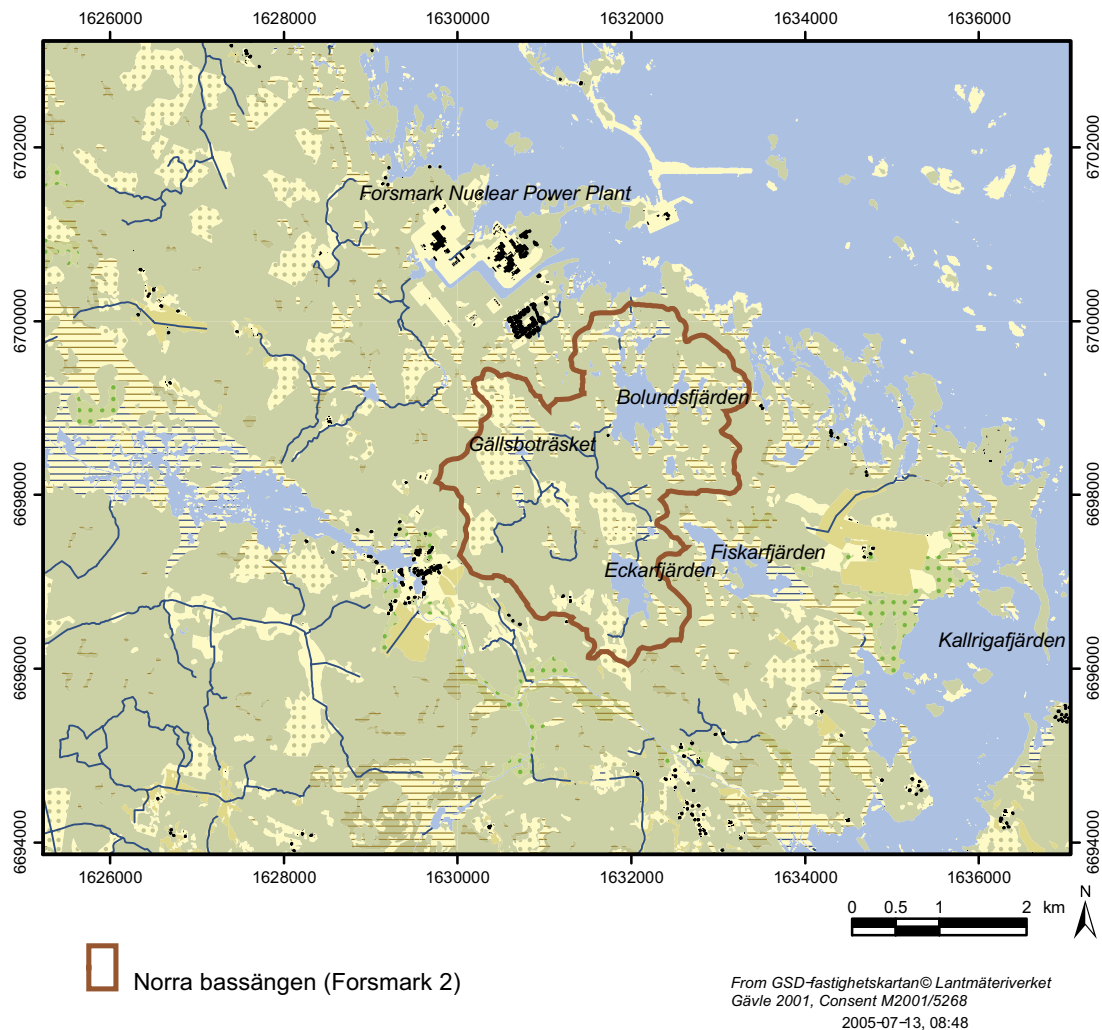 1626000 1628000 1630000 1632000 1634000 1636000
6702000 6702000
Forsmark Nuclear Power Plant
6700000 6700000
Bolundsfjärden
Gällsboträsket
6698000 6698000
Fiskarfjärden
Eckarfjärden
Kallrigafjärden
6696000 6696000
6694000 6694000
1626000 1628000 1630000 1632000 1634000 1636000
0 0.5 1 2 km
N
Norra bassängen (Forsmark 2)
From GSD-fastighetskartan© Lantmäteriverket
Gävle 2001, Consent M2001/5268
2005-07-13, 08:48